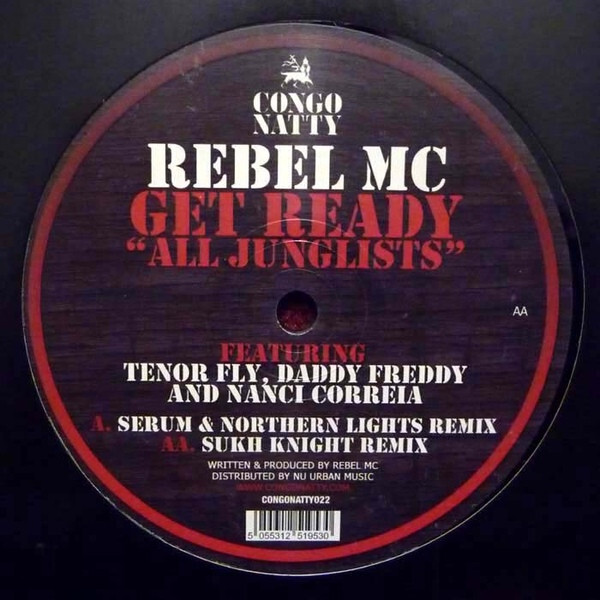 CONGO
NATTY
REBEL MC
GET READY
“ALL JUNGLISTS”
AA
FEATURING
TENOR FLY, DADDY FREDDY
AND NANCI CORREIA
A. SERUM & NORTHERN LIGHTS REMIX
AA. SUKH KNIGHT REMIX
WRITTEN & PRODUCED BY REBEL MC
DISTRIBUTED BY NU URBAN MUSIC
WWW.CONGONATTY.COM
CONGONATTY022
5 055312 519530